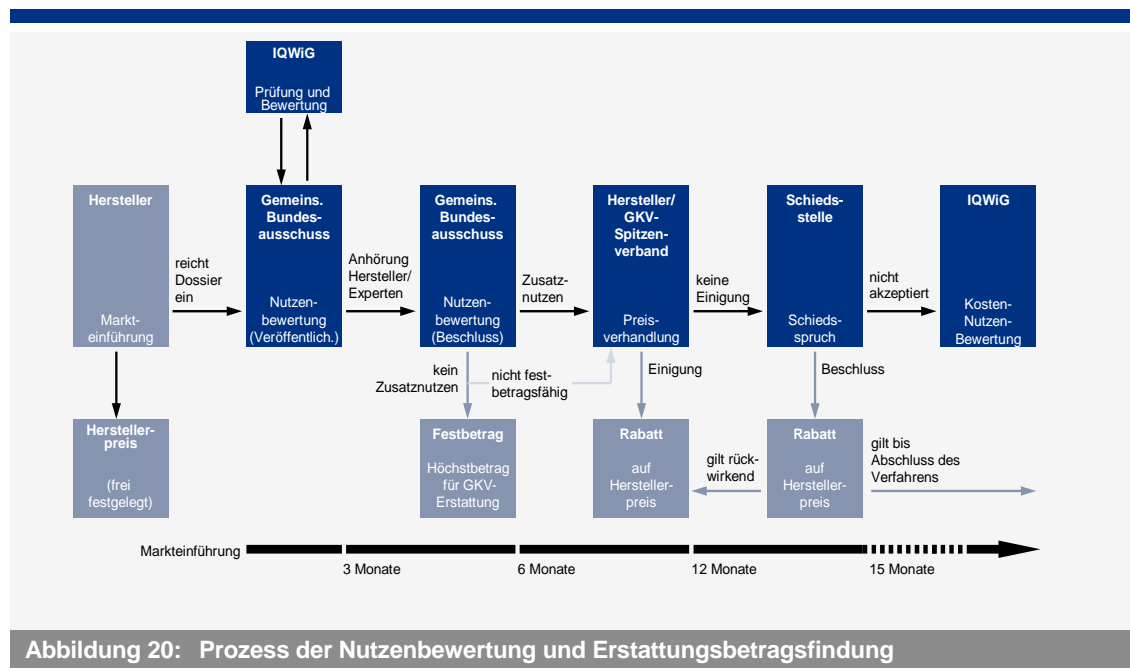 IQWiG
Prüfung und
Bewertung
Hersteller
Markt-
einführung
reicht
Dossier
ein
Gemeins.
Bundes-
ausschuss
Nutzen-
bewertung
(Veröffentlich.)
Anhörung
Hersteller/
Experten
Gemeins.
Bundes-
ausschuss
Nutzen-
bewertung
(Beschluss)
Zusatz-
nutzen
Hersteller/
GKV-
Spitzen-
verband
Preis-
verhandlung
keine
Einigung
Schieds-
stelle
Schieds-
spruch
nicht
akzeptiert
IQWiG
Kosten-
Nutzen-
Bewertung
kein
Zusatznutzen
nicht fest-
betragsfähig
Einigung
Beschluss
Hersteller-
preis
(frei
festgelegt)
Festbetrag
Höchstbetrag
für GKV-
Erstattung
Rabatt
auf
Hersteller-
preis
gilt rück-
wirkend
Rabatt
auf
Hersteller-
preis
gilt bis
Abschluss des
Verfahrens
Markteinführung
3 Monate
6 Monate
12 Monate
15 Monate
Abbildung 20: Prozess der Nutzenbewertung und Erstattungsbetragsfindung